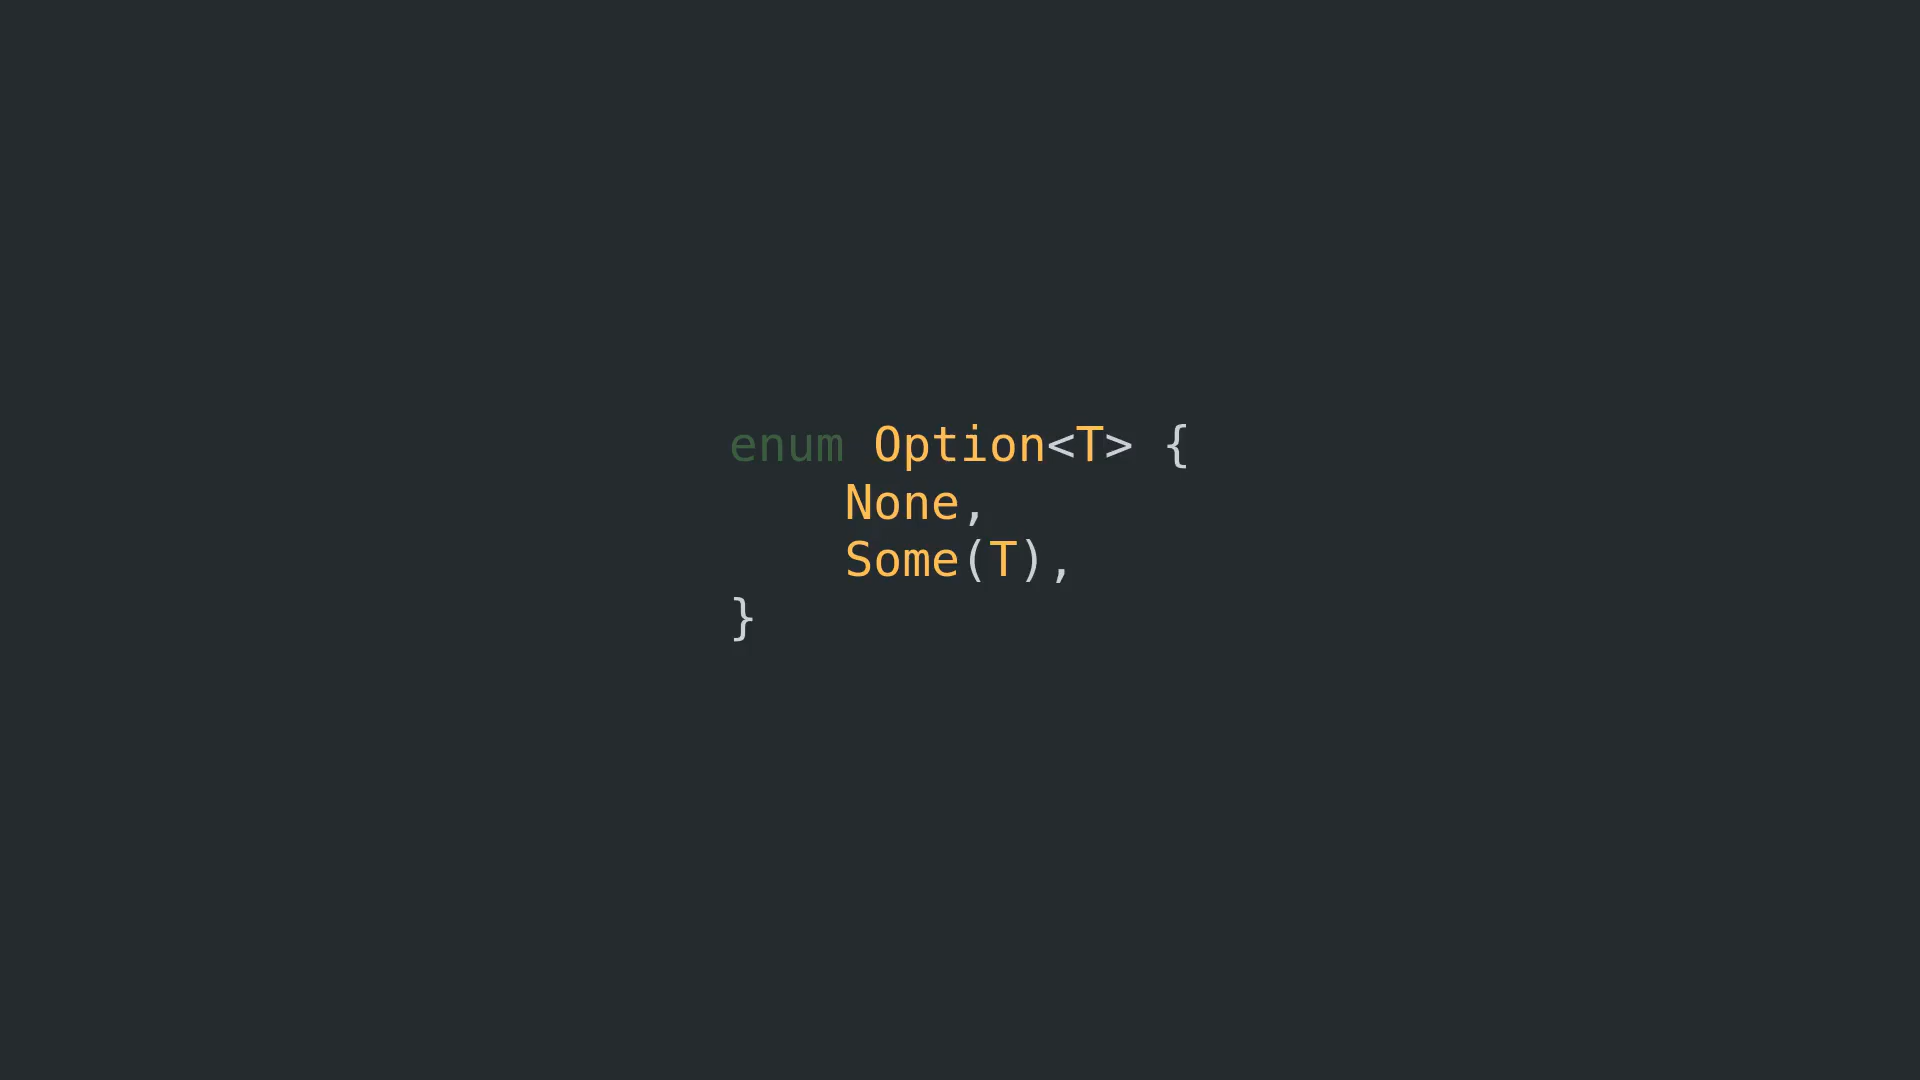 enum Option<T> {
    None,
    Some(T),
}